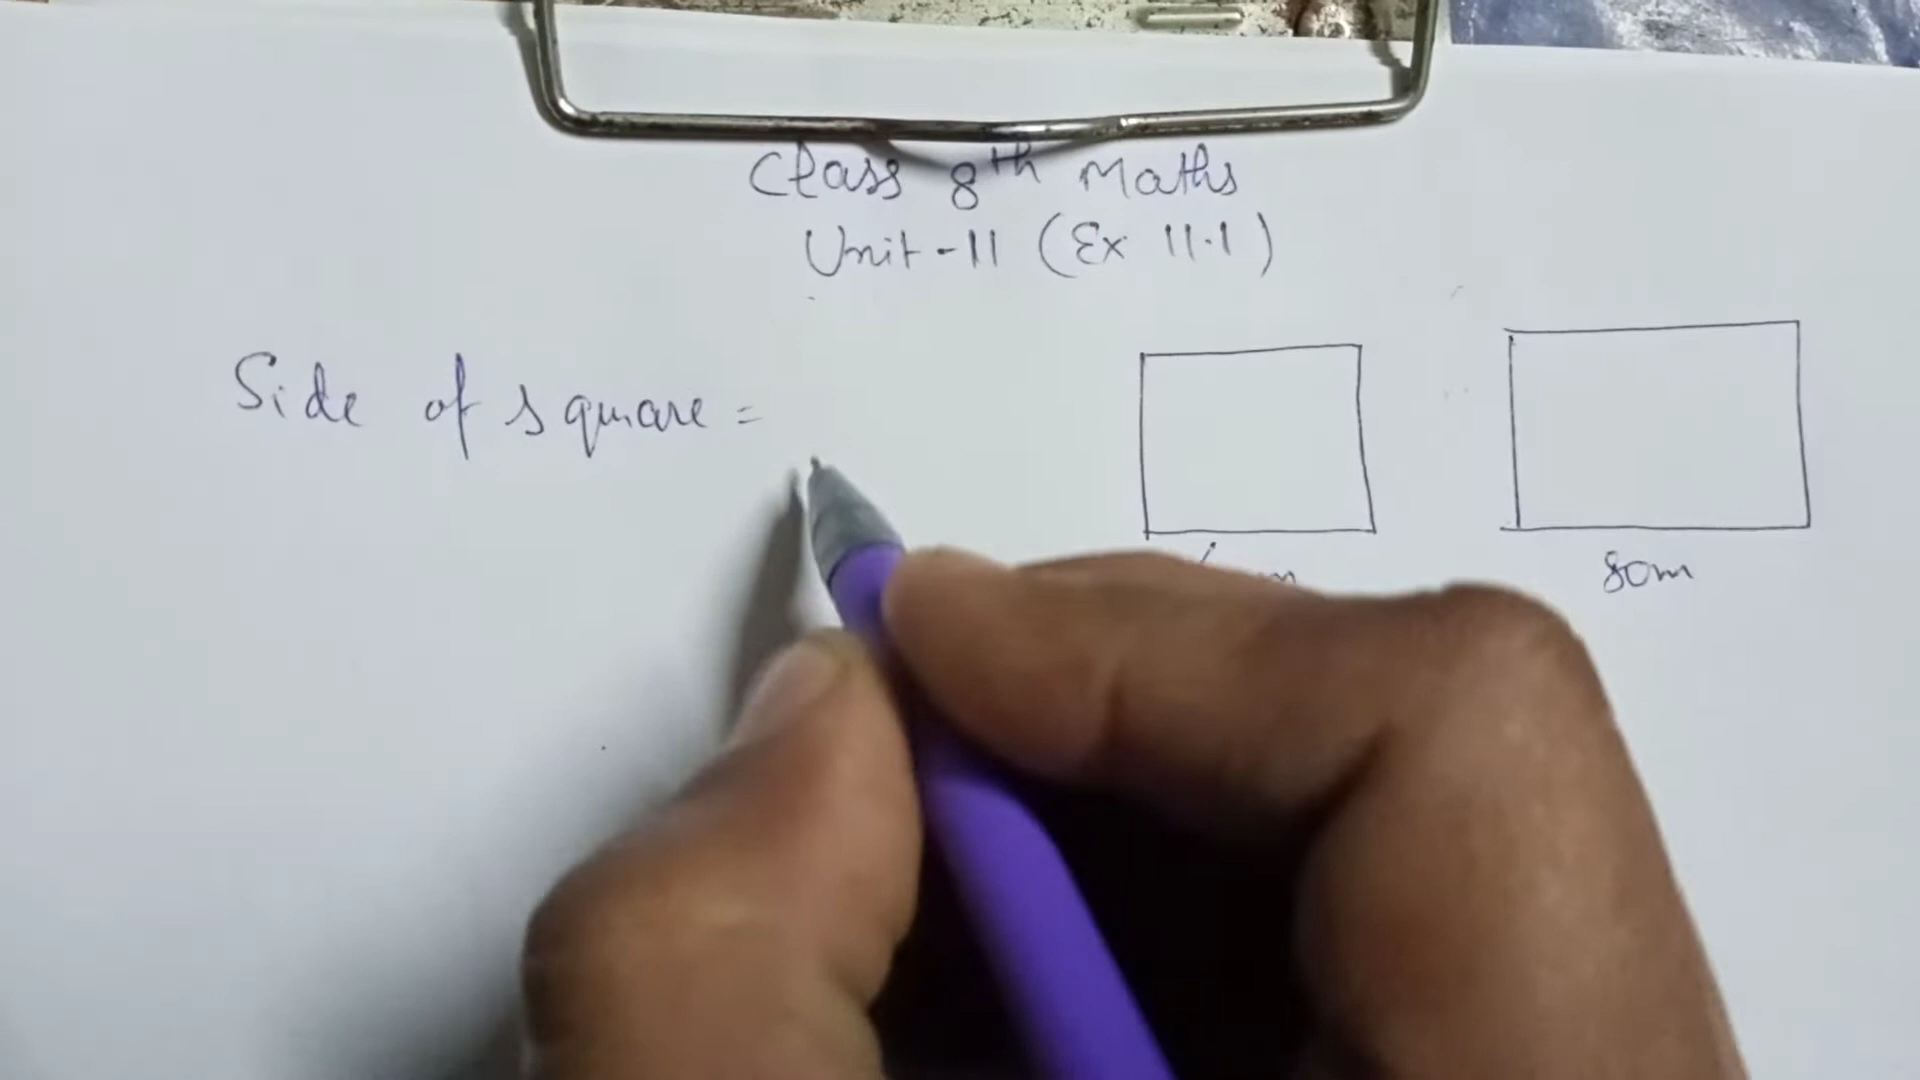 Class 8th Maths
Unit-11 (Ex 11.1)
Side of square =
80m